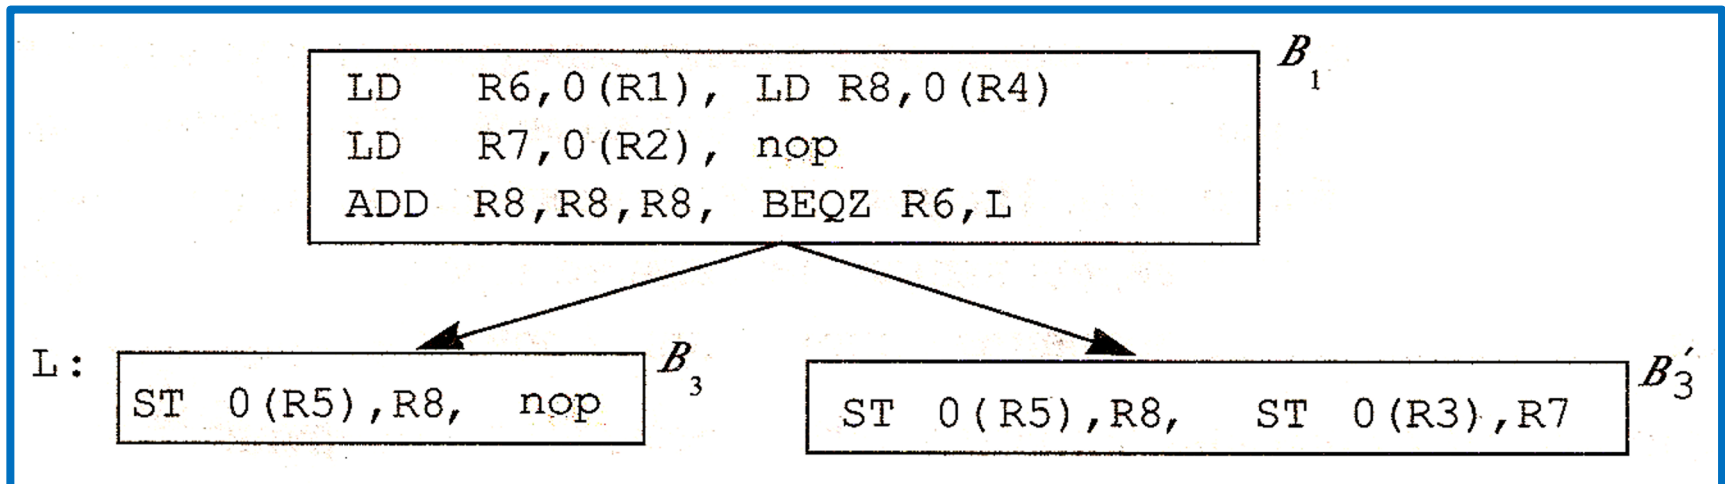 B1
LD R6,0(R1), LD R8,0(R4)
LD R7,0(R2), nop
ADD R8,R8,R8, BEQZ R6,L
L:
B3
ST 0(R5),R8, nop
B3′
ST 0(R5),R8, ST 0(R3),R7